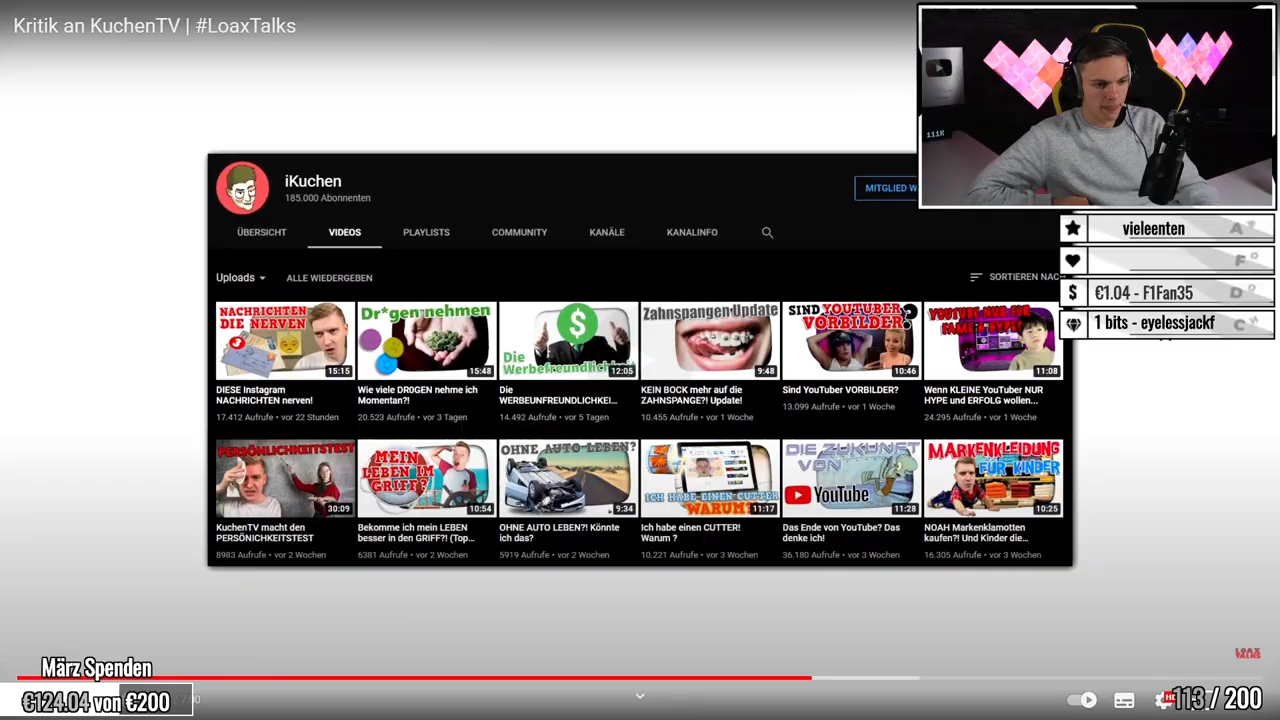 Kritik an KuchenTV | #LoaxTalks
111K
iKuchen
185.000 Abonnenten
MITGLIED W
ÜBERSICHT VIDEOS PLAYLISTS COMMUNITY KANÄLE KANALINFO
Uploads ALLE WIEDERGEBEN SORTIEREN NAC
vieleenten
€1.04 - F1Fan35
1 bits - eyelessjackf
NACHRICHTEN
DIE NERVEN
15:15
Dr*gen nehmen
15:48
Die
Werbefreundlichkeit
12:05
Zahnspangen Update
9:48
SIND YOUTUBER
VORBILDER?
10:46
YOUTUBE NUR FÜR
FAME & HYPE?
11:08
DIESE Instagram
NACHRICHTEN nerven!
17.412 Aufrufe • vor 22 Stunden
Wie viele DR0GEN nehme ich
Momentan?!
20.523 Aufrufe • vor 3 Tagen
Die
WERBEUNFREUNDLICHKEI...
14.492 Aufrufe • vor 5 Tagen
KEIN BOCK mehr auf die
ZAHNSPANGE?! Update!
10.455 Aufrufe • vor 1 Woche
Sind YouTuber VORBILDER?
13.099 Aufrufe • vor 1 Woche
Wenn KLEINE YouTuber NUR
HYPE und ERFOLG wollen...
24.295 Aufrufe • vor 1 Woche
PERSÖNLICHKEITSTEST
30:09
MEIN
LEBEN IM
GRIFF?
10:54
OHNE AUTO LEBEN?
9:34
ICH HABE EINEN CUTTER
WARUM?
11:17
DIE ZUKUNFT
VON
YouTube
11:28
MARKENKLEIDUNG
FÜR KINDER
10:25
KuchenTV macht den
PERSÖNLICHKEITSTEST
8983 Aufrufe • vor 2 Wochen
Bekomme ich mein LEBEN
besser in den GRIFF?! (Top...
6381 Aufrufe • vor 2 Wochen
OHNE AUTO LEBEN?! Könnte
ich das?
5919 Aufrufe • vor 2 Wochen
Ich habe einen CUTTER!
Warum ?
10.221 Aufrufe • vor 3 Wochen
Das Ende von YouTube? Das
denke ich!
36.180 Aufrufe • vor 3 Wochen
NOAH Markenklamotten
kaufen?! Und Kinder die...
16.305 Aufrufe • vor 3 Wochen
LOAX
TALKS
März Spenden
€124.04 von €200
HD
113 / 200